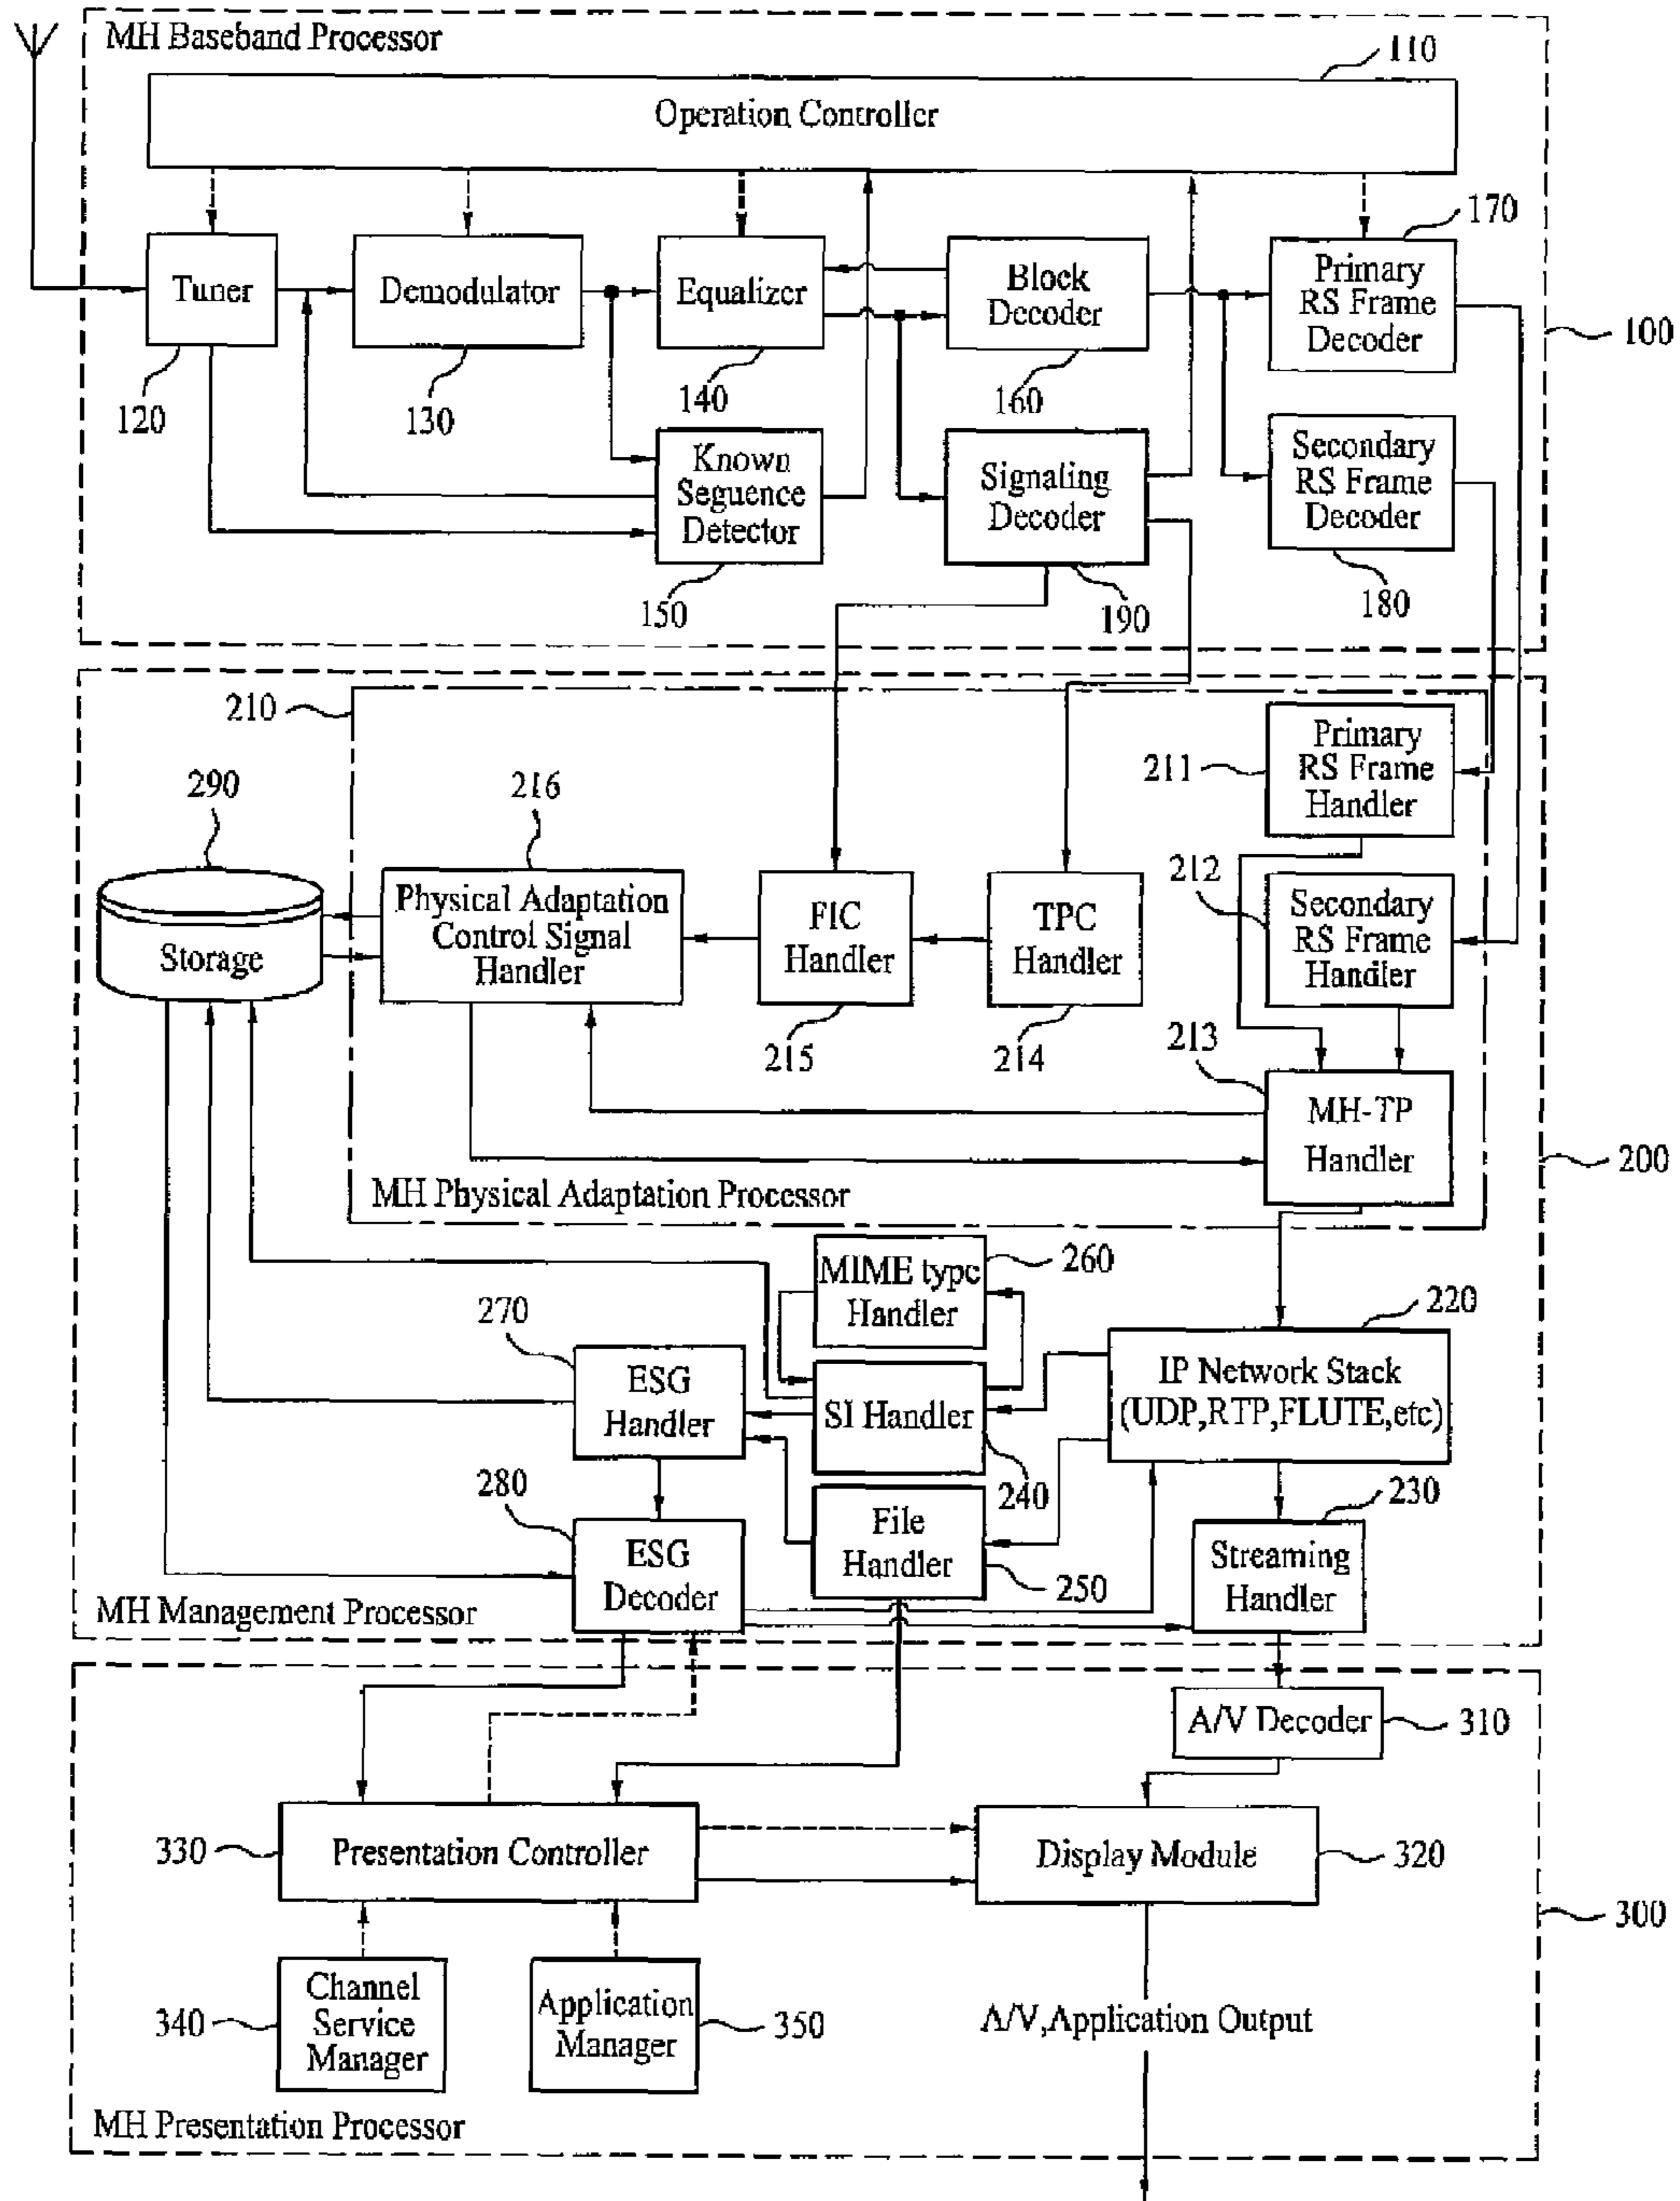 MH Baseband Processor
110
Operation Controller
170
Tuner
Demodulator
Equalizer
Block
Decoder
Primary
RS Frame
Decoder
100
120
130
140
160
Known
Seguence
Detector
Signaling
Decoder
Secondary
RS Frame
Decoder
150
190
180
210
Primary
RS Frame
Handler
211
290
216
Storage
Physical Adaptation
Control Signal
Handler
FIC
Handler
TPC
Handler
212
Secondary
RS Frame
Handler
215
214
213
MH-TP
Handler
200
MH Physical Adaptation Processor
MIME type
Handler
260
270
220
ESG
Handler
SI Handler
IP Network Stack
(UDP,RTP,FLUTE,etc)
280
240
230
ESG
Decoder
File
Handler
250
Streaming
Handler
MH Management Processor
A/V Decoder
310
330
Presentation Controller
Display Module
320
300
340
Channel
Service
Manager
Application
Manager
350
A/V,Application Output
MH Presentation Processor